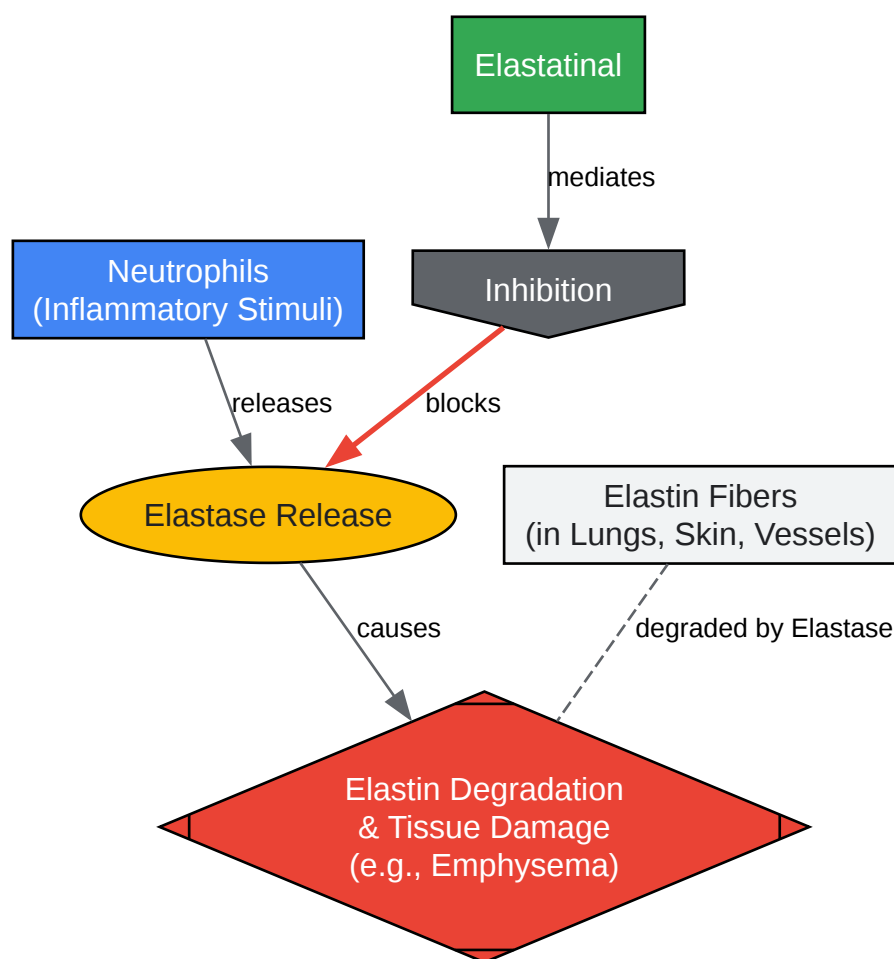 Elastatinal
mediates
Neutrophils
(Inflammatory Stimuli)
Inhibition
releases
blocks
Elastase Release
Elastin Fibers
(in Lungs, Skin, Vessels)
causes
degraded by Elastase
Elastin Degradation
& Tissue Damage
(e.g., Emphysema)